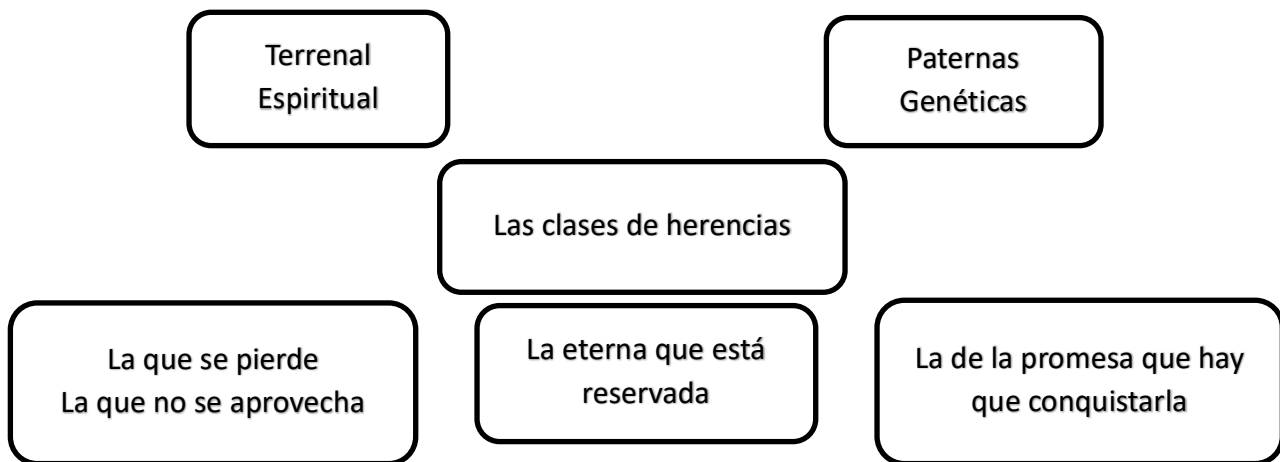 Terrenal
Espiritual
Paternas
Genéticas
Las clases de herencias
La que se pierde
La que no se aprovecha
La eterna que está
reservada
La de la promesa que hay
que conquistarla